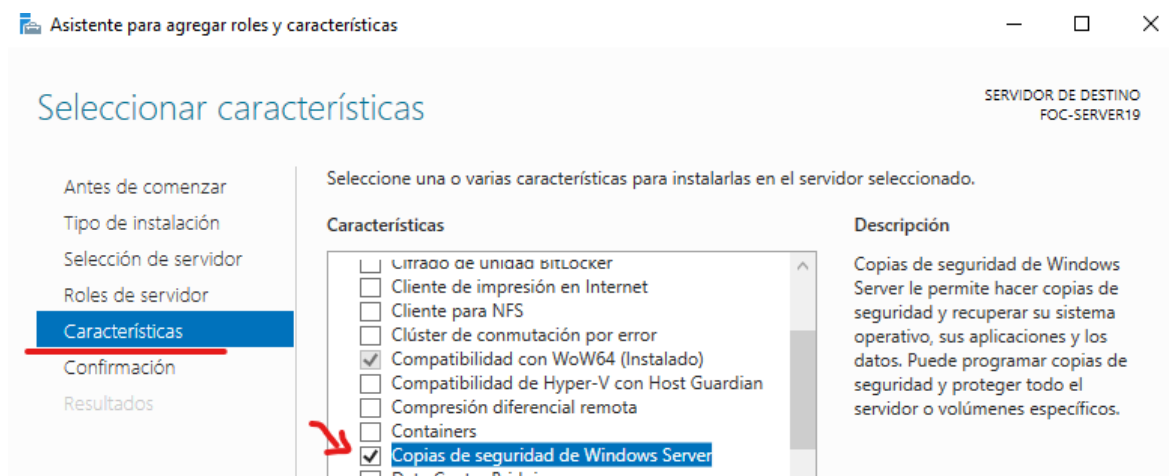 Asistente para agregar roles y características
Seleccionar características
SERVIDOR DE DESTINO
FOC-SERVER19
Antes de comenzar
Tipo de instalación
Selección de servidor
Roles de servidor
Características
Confirmación
Resultados
Seleccione una o varias características para instalarlas en el servidor seleccionado.
Características
Cifrado de unidad BitLocker
Cliente de impresión en Internet
Cliente para NFS
Clúster de conmutación por error
Compatibilidad con WoW64 (Instalado)
Compatibilidad de Hyper-V con Host Guardian
Compresión diferencial remota
Containers
Copias de seguridad de Windows Server
Descripción
Copias de seguridad de Windows
Server le permite hacer copias de
seguridad y recuperar su sistema
operativo, sus aplicaciones y los
datos. Puede programar copias de
seguridad y proteger todo el
servidor o volúmenes específicos.